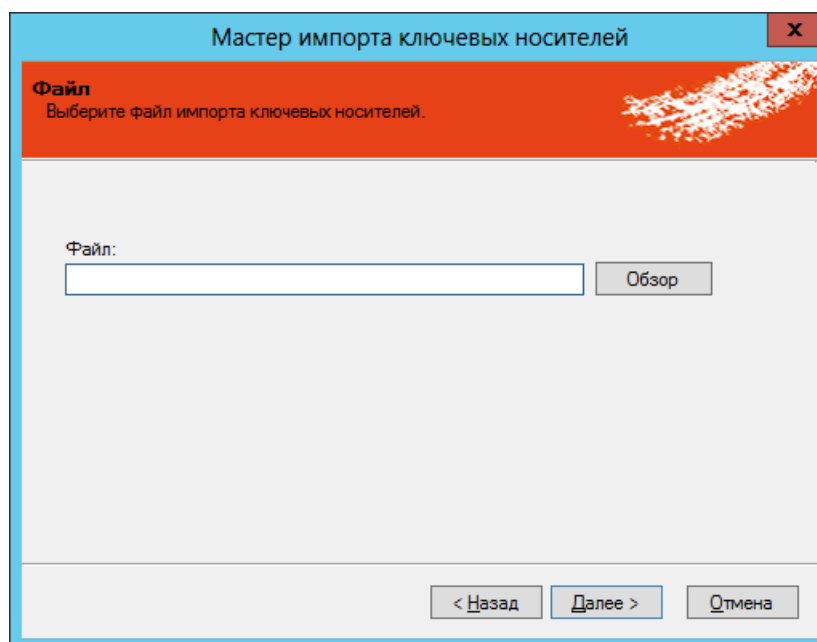 Мастер импорта ключевых носителей
x
Файл
Выберите файл импорта ключевых носителей.
Файл:
Обзор
< Назад
Далее >
Отмена